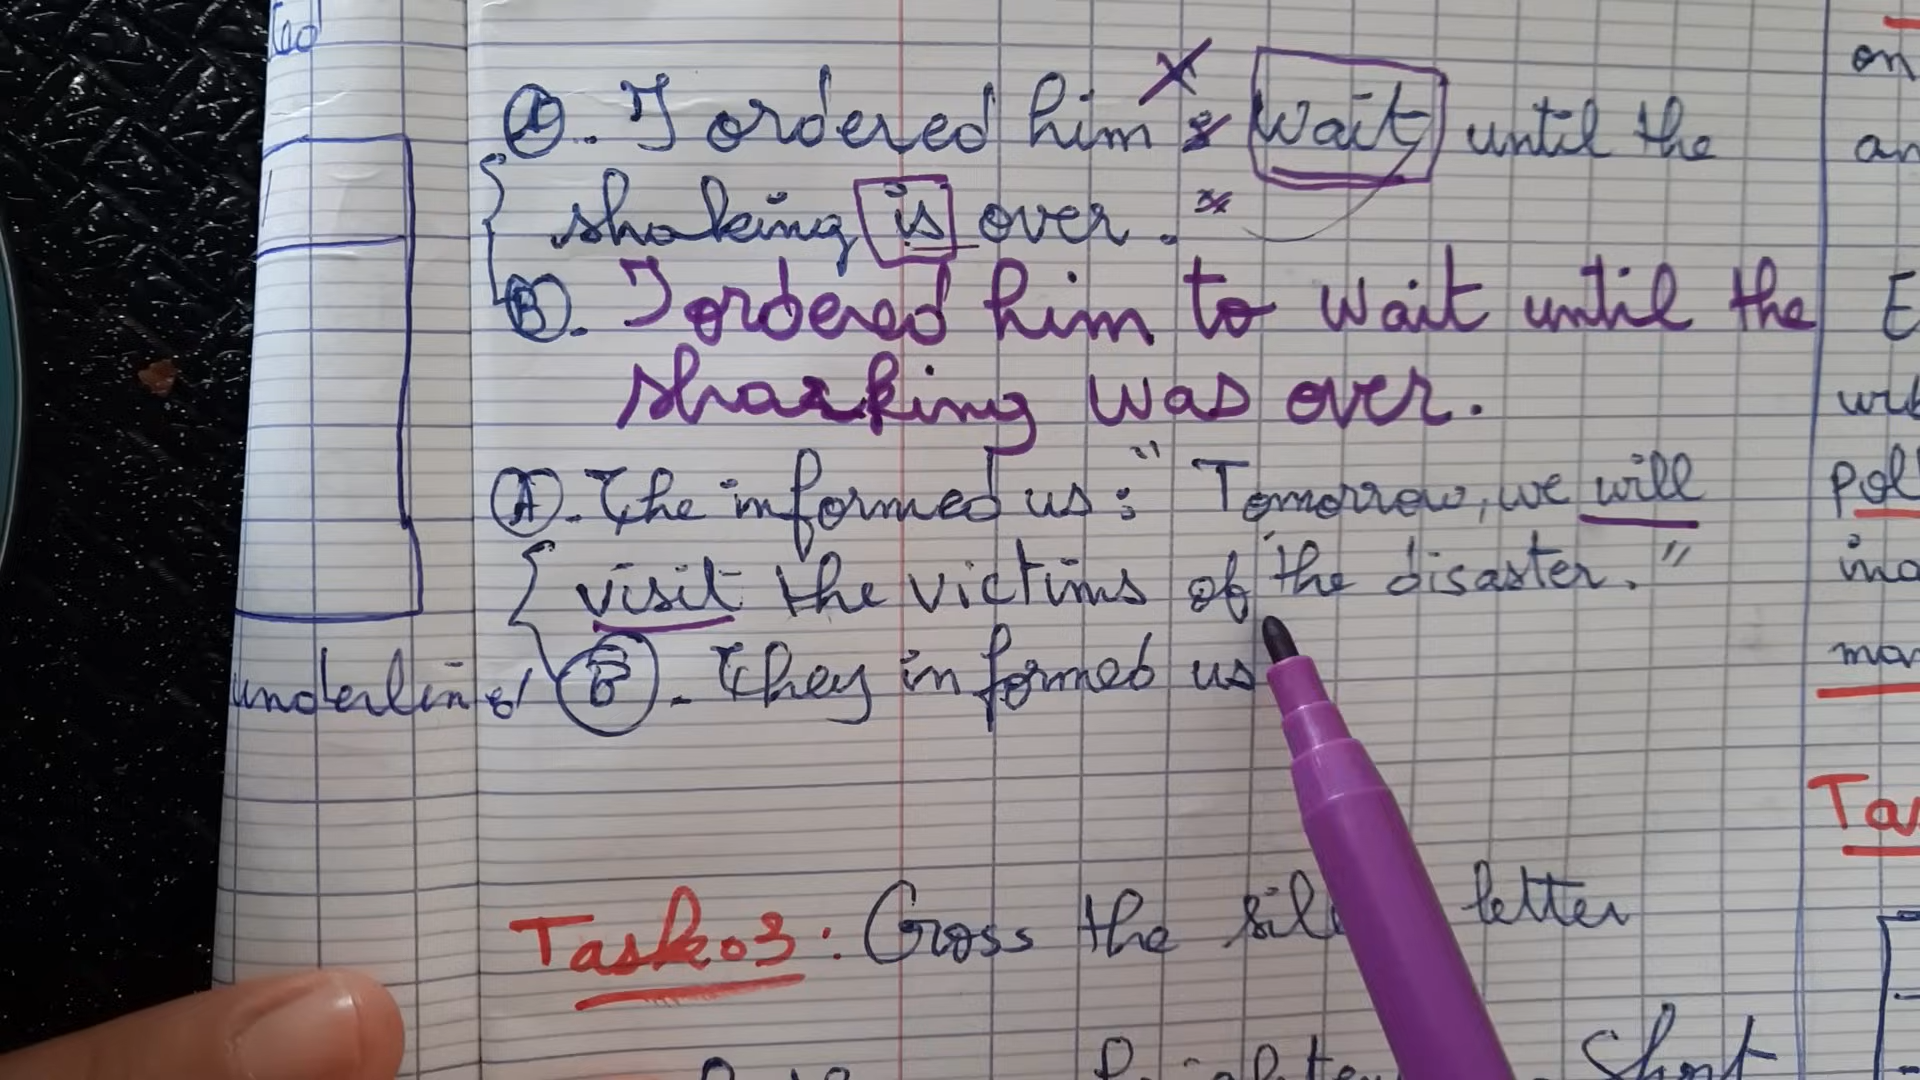 A. I ordered him wait until the
shaking is over.
B. I ordered him to wait until the
shaking was over.
A. The informed us: "Tomorrow, we will
visit the victims of the disaster."
underline B. They informed us
Task 03: Cross the letter
Short